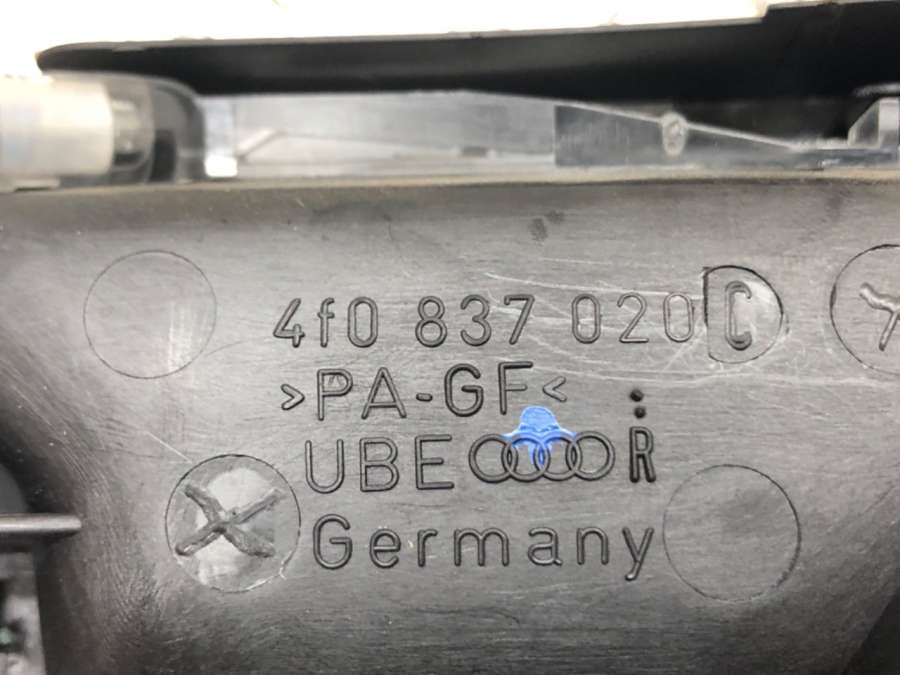 4f0 837 020 C
>PA-GF<
UBE R
Germany